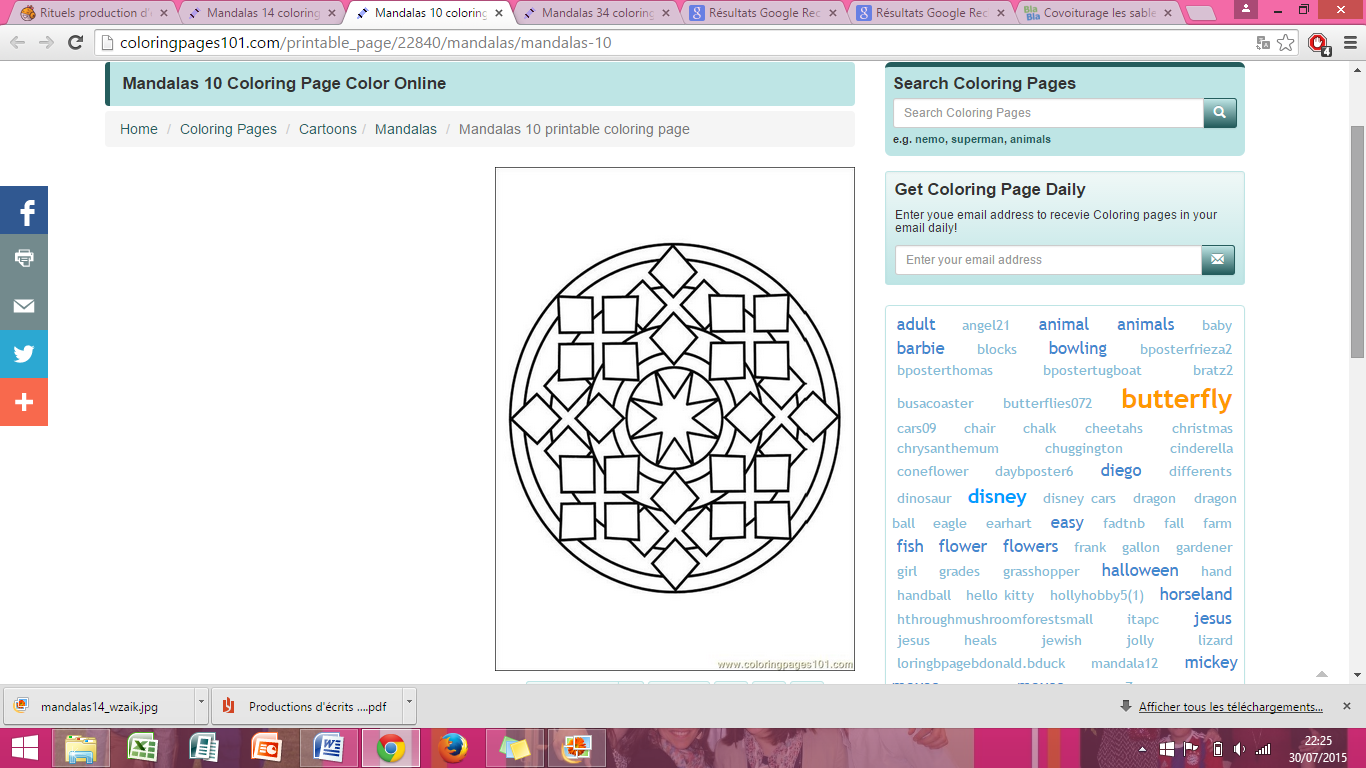 Rituels production d'
Mandalas 14 coloring
Mandalas 10 coloring
Mandalas 34 coloring
Résultats Google Rec
Résultats Google Rec
Covoiturage les sable
coloringpages101.com/printable_page/22840/mandalas/mandalas-10
4
Mandalas 10 Coloring Page Color Online
Home / Coloring Pages / Cartoons / Mandalas / Mandalas 10 printable coloring page
www.coloringpages101.com
Search Coloring Pages
Search Coloring Pages
e.g. nemo, superman, animals
Get Coloring Page Daily
Enter youe email address to recevie Coloring pages in your
email daily!
Enter your email address
adult angel21 animal animals baby
barbie blocks bowling bposterfrieza2
bposterthomas bpostertugboat bratz2
busacoaster butterflies072 butterfly
cars09 chair chalk cheetahs christmas
chrysanthemum chuggington cinderella
coneflower daybposter6 diego differents
dinosaur disney disney cars dragon dragon
ball eagle earhart easy fadtnb fall farm
fish flower flowers frank gallon gardener
girl grades grasshopper halloween hand
handball hello kitty hollyhobby5(1) horseland
hthroughmushroomforestsmall itapc jesus
jesus heals jewish jolly lizard
loringbpagebdonald.bduck mandala12 mickey
mandalas14_wzaik.jpg
Productions d'écrits ....pdf
Afficher tous les téléchargements...
22:25
30/07/2015